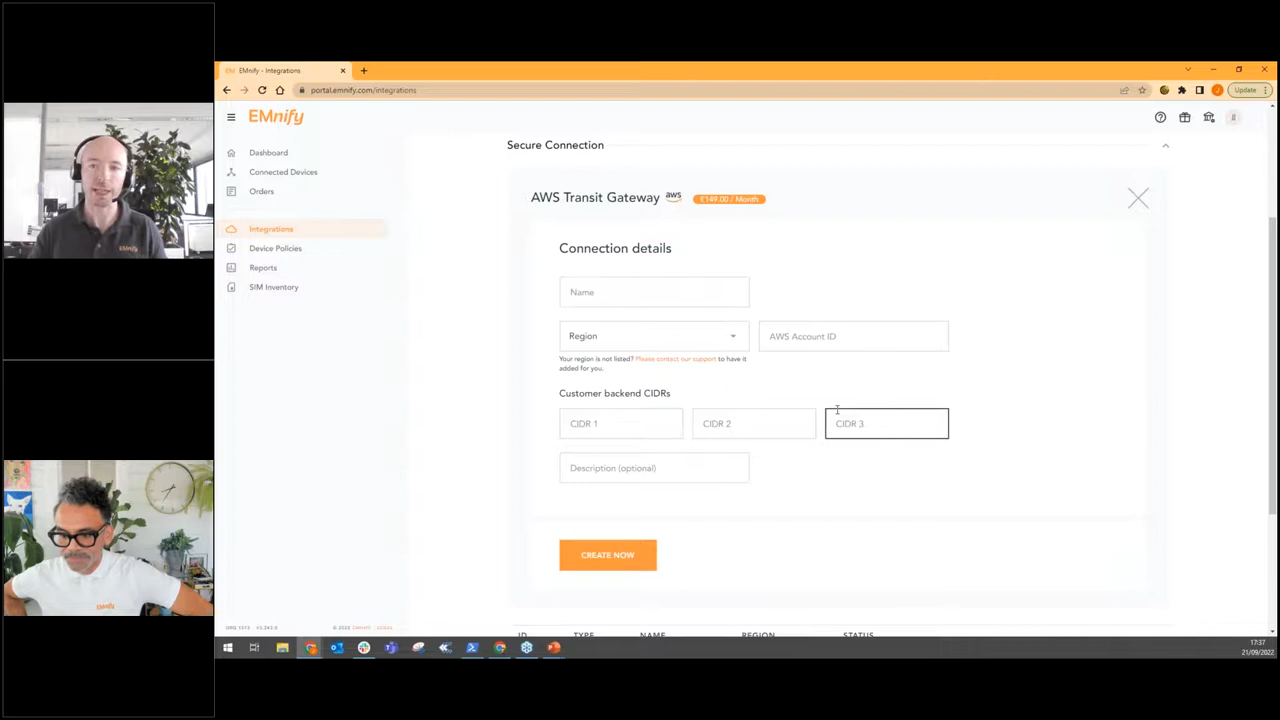 EMnify - Integrations
portal.emnify.com/integrations
Update
EMnify
Dashboard
Connected Devices
Orders
Integrations
Device Policies
Reports
SIM Inventory
Secure Connection
AWS Transit Gateway aws €149.00 / Month
Connection details
Name
Region
AWS Account ID
Your region is not listed? Please contact our support to have it
added for you.
Customer backend CIDRs
CIDR 1
CIDR 2
CIDR 3
Description (optional)
CREATE NOW
ID TYPE NAME REGION STATUS
17:37
21/09/2022